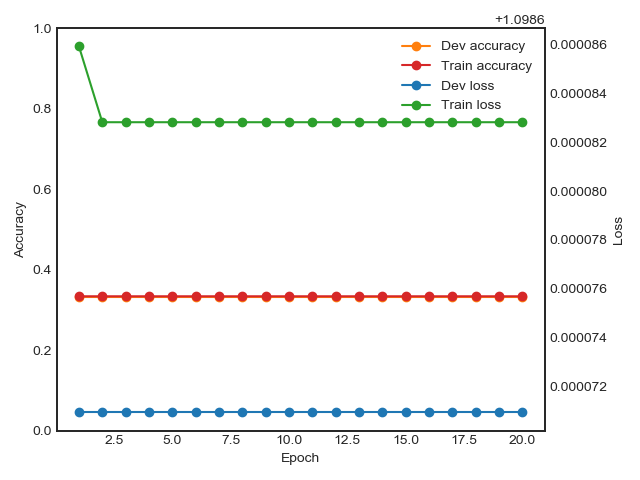 +1.0986
1.0
0.8
0.6
0.4
0.2
0.0
Accuracy
Dev accuracy
Train accuracy
Dev loss
Train loss
0.000086
0.000084
0.000082
0.000080
0.000078
0.000076
0.000074
0.000072
Loss
2.5 5.0 7.5 10.0 12.5 15.0 17.5 20.0
Epoch